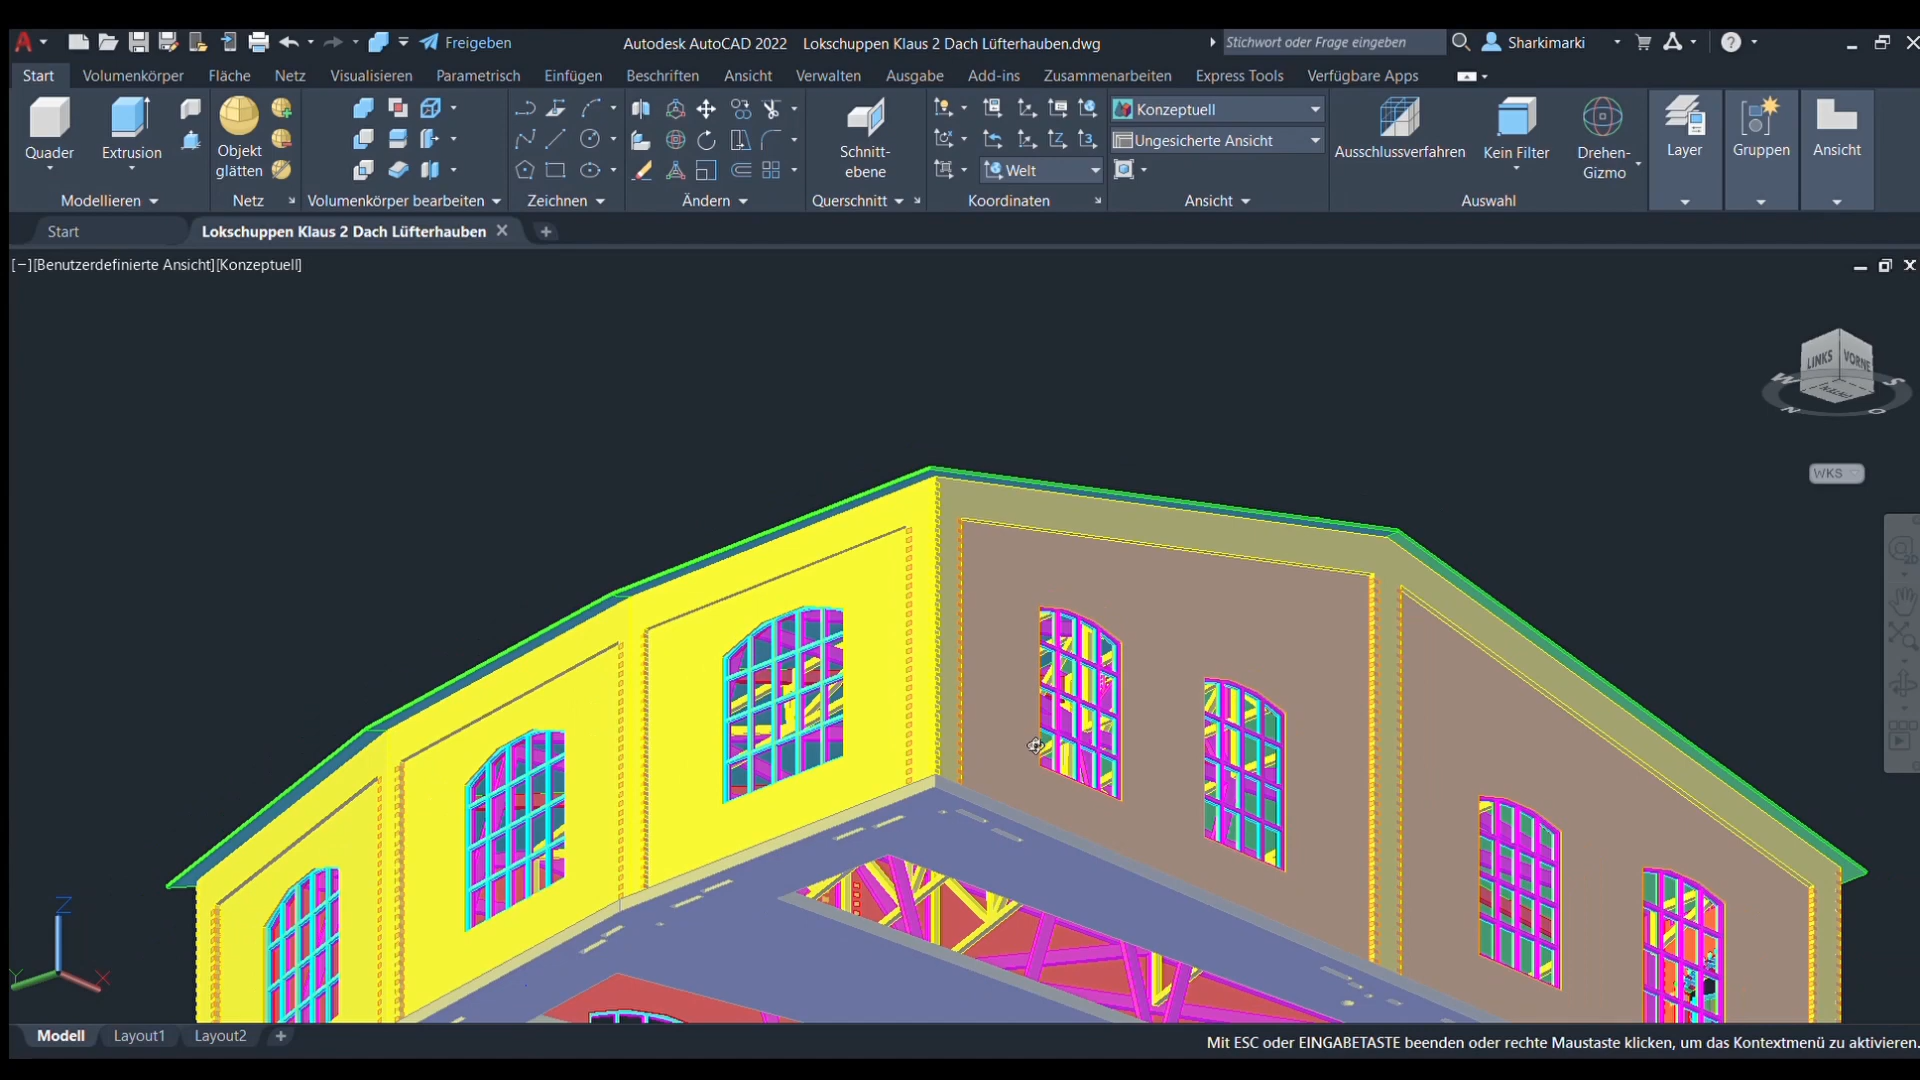 Freigeben
Autodesk AutoCAD 2022 Lokschuppen Klaus 2 Dach Lüfterhauben.dwg
Stichwort oder Frage eingeben
Sharkimarki
Start Volumenkörper Fläche Netz Visualisieren Parametrisch Einfügen Beschriften Ansicht Verwalten Ausgabe Add-ins Zusammenarbeiten Express Tools Verfügbare Apps
Quader
Extrusion
Objekt
glätten
Schnitt-
ebene
Welt
Konzeptuell
Ungesicherte Ansicht
Ausschlussverfahren
Kein Filter
Drehen-
Gizmo
Layer
Gruppen
Ansicht
Modellieren Netz Volumenkörper bearbeiten Zeichnen Ändern Querschnitt Koordinaten Ansicht Auswahl
Start
Lokschuppen Klaus 2 Dach Lüfterhauben
[−][Benutzerdefinierte Ansicht][Konzeptuell]
LINKS VORNE
W S
N O
WKS
Z
Y X
Modell Layout1 Layout2
Mit ESC oder EINGABETASTE beenden oder rechte Maustaste klicken, um das Kontextmenü zu aktivieren.